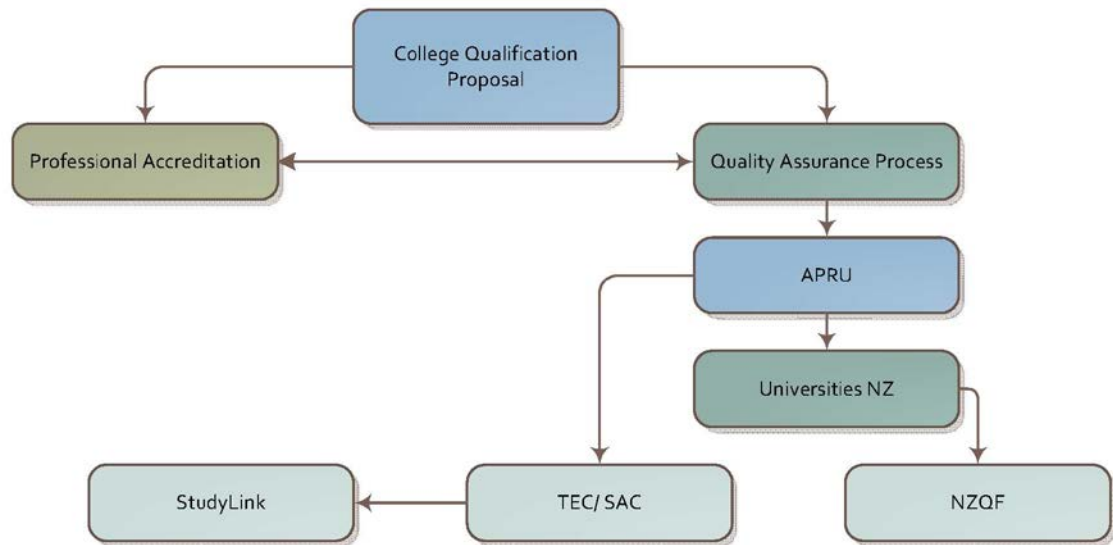 College Qualification
Proposal
Professional Accreditation
Quality Assurance Process
APRU
Universities NZ
StudyLink
TEC/ SAC
NZQF